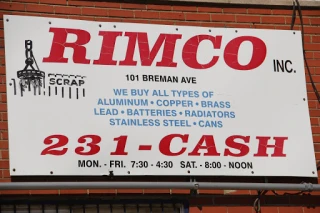 RIMCO INC.
SCRAP
101 BREMAN AVE
WE BUY ALL TYPES OF
ALUMINUM • COPPER • BRASS
LEAD • BATTERIES • RADIATORS
STAINLESS STEEL • CANS
231-CASH
MON. - FRI. 7:30 - 4:30 SAT. - 8:00 - NOON